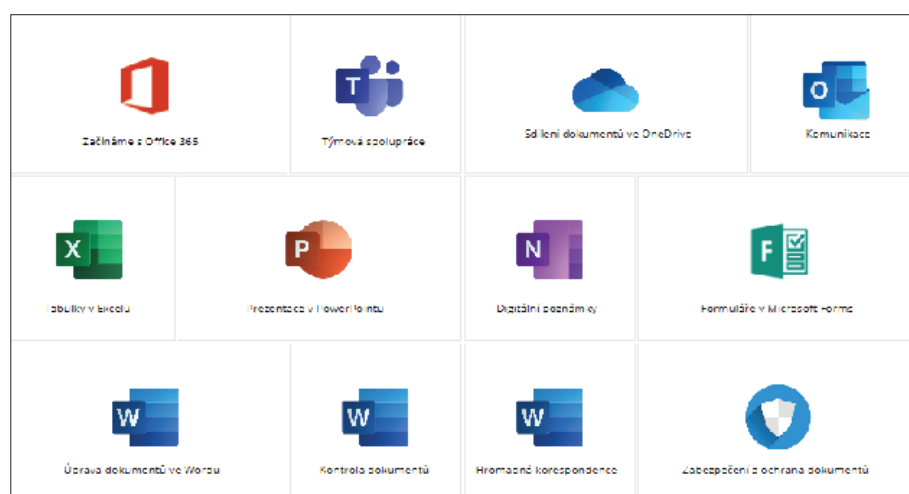 Začínáme s Office 365
T
Týmová spolupráce
Sdílení dokumentů ve OneDrive
O
Komunikace
X
Tabulky v Excelu
P
Prezentace v PowerPointu
N
Digitální poznámky
F
Formuláře v Microsoft Forms
W
Úprava dokumentů ve Wordu
W
Kontrola dokumentů
W
Hromadná korespondence
Zabezpečení a ochrana dokumentů